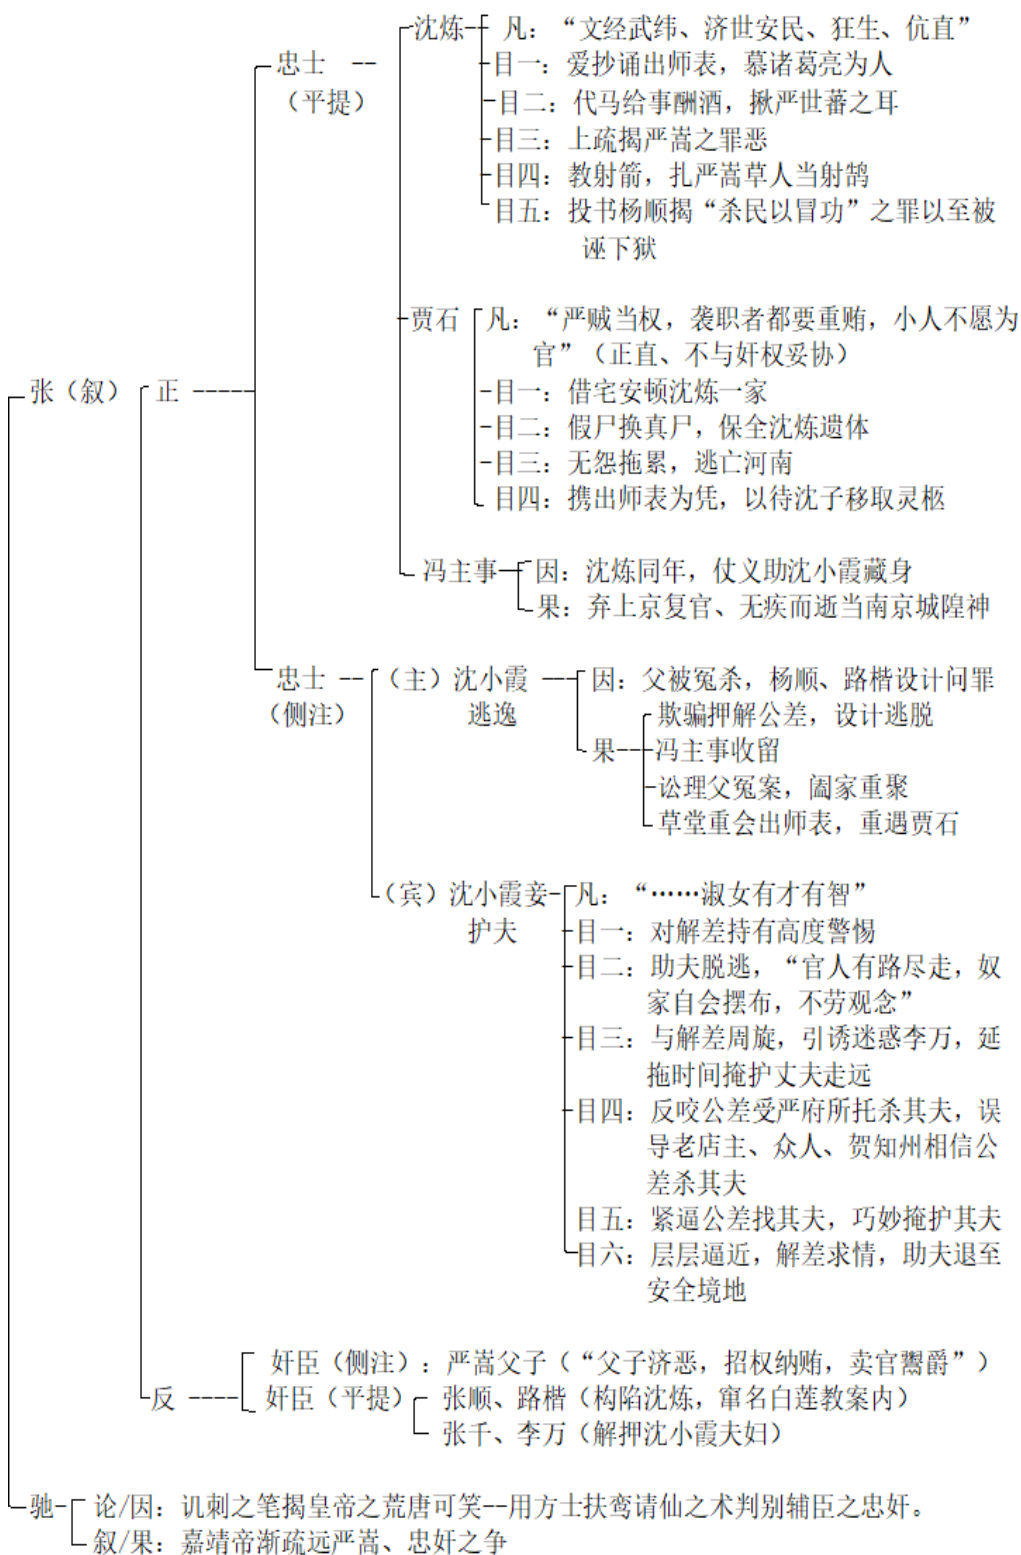 沈炼 凡：“文经武纬、济世安民、狂生、伉直”
忠士 目一：爱抄诵出师表，慕诸葛亮为人
（平提） 目二：代马给事酬酒，揪严世蕃之耳
目三：上疏揭严嵩之罪恶
目四：教射箭，扎严嵩草人当射鹄
目五：投书杨顺揭“杀民以冒功”之罪以至被
诬下狱
贾石 凡：“严贼当权，袭职者都要重贿，小人不愿为
官”（正直、不与奸权妥协）
张（叙） 正 目一：借宅安顿沈炼一家
目二：假尸换真尸，保全沈炼遗体
目三：无怨拖累，逃亡河南
目四：携出师表为凭，以待沈子移取灵柩
冯主事 因：沈炼同年，仗义助沈小霞藏身
果：弃上京复官、无疾而逝当南京城隍神
忠士 （主）沈小霞 因：父被冤杀，杨顺、路楷设计问罪
（侧注） 逃逸 欺骗押解公差，设计逃脱
果 冯主事收留
讼理父冤案，阖家重聚
草堂重会出师表，重遇贾石
（宾）沈小霞妾 凡：“……淑女有才有智”
护夫 目一：对解差持有高度警惕
目二：助夫脱逃，“官人有路尽走，奴
家自会摆布，不劳观念”
目三：与解差周旋，引诱迷惑李万，延
拖时间掩护丈夫走远
目四：反咬公差受严府所托杀其夫，误
导老店主、众人、贺知州相信公
差杀其夫
目五：紧逼公差找其夫，巧妙掩护其夫
目六：层层逼近，解差求情，助夫退至
安全境地
奸臣（侧注）：严嵩父子（“父子济恶，招权纳贿，卖官鬻爵”）
反 奸臣（平提） 张顺、路楷（构陷沈炼，窜名白莲教案内）
张千、李万（解押沈小霞夫妇）
驰 论/因：讥刺之笔揭皇帝之荒唐可笑--用方士扶鸾请仙之术判别辅臣之忠奸。
叙/果：嘉靖帝渐疏远严嵩、忠奸之争